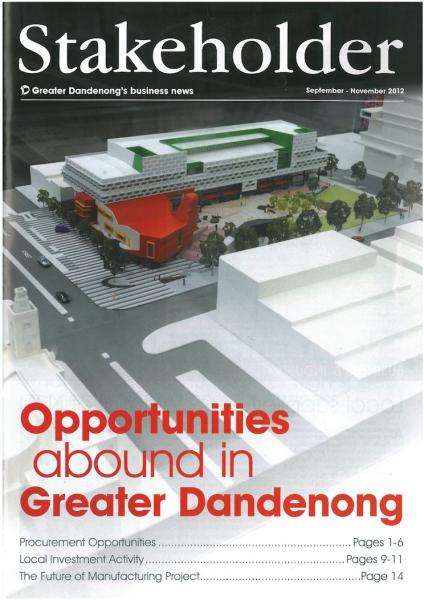 Stakeholder
Greater Dandenong's business news
September - November 2012
Opportunities
abound in
Greater Dandenong
Procurement Opportunities ................................................ Pages 1-6
Local Investment Activity ................................................ Pages 9-11
The Future of Manufacturing Project ...................................... Page 14